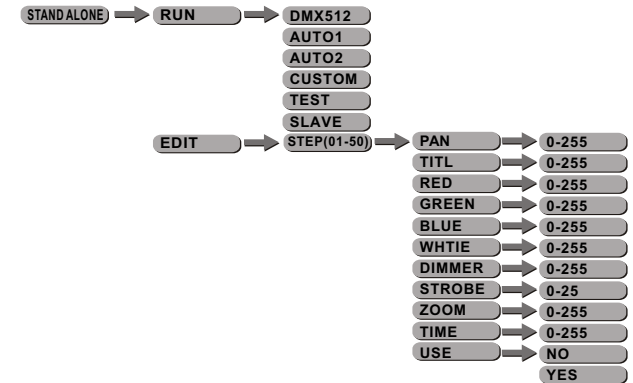 STAND ALONE RUN DMX512
AUTO1
AUTO2
CUSTOM
TEST
SLAVE
EDIT STEP(01-50) PAN 0-255
TITL 0-255
RED 0-255
GREEN 0-255
BLUE 0-255
WHTIE 0-255
DIMMER 0-255
STROBE 0-25
ZOOM 0-255
TIME 0-255
USE NO
YES